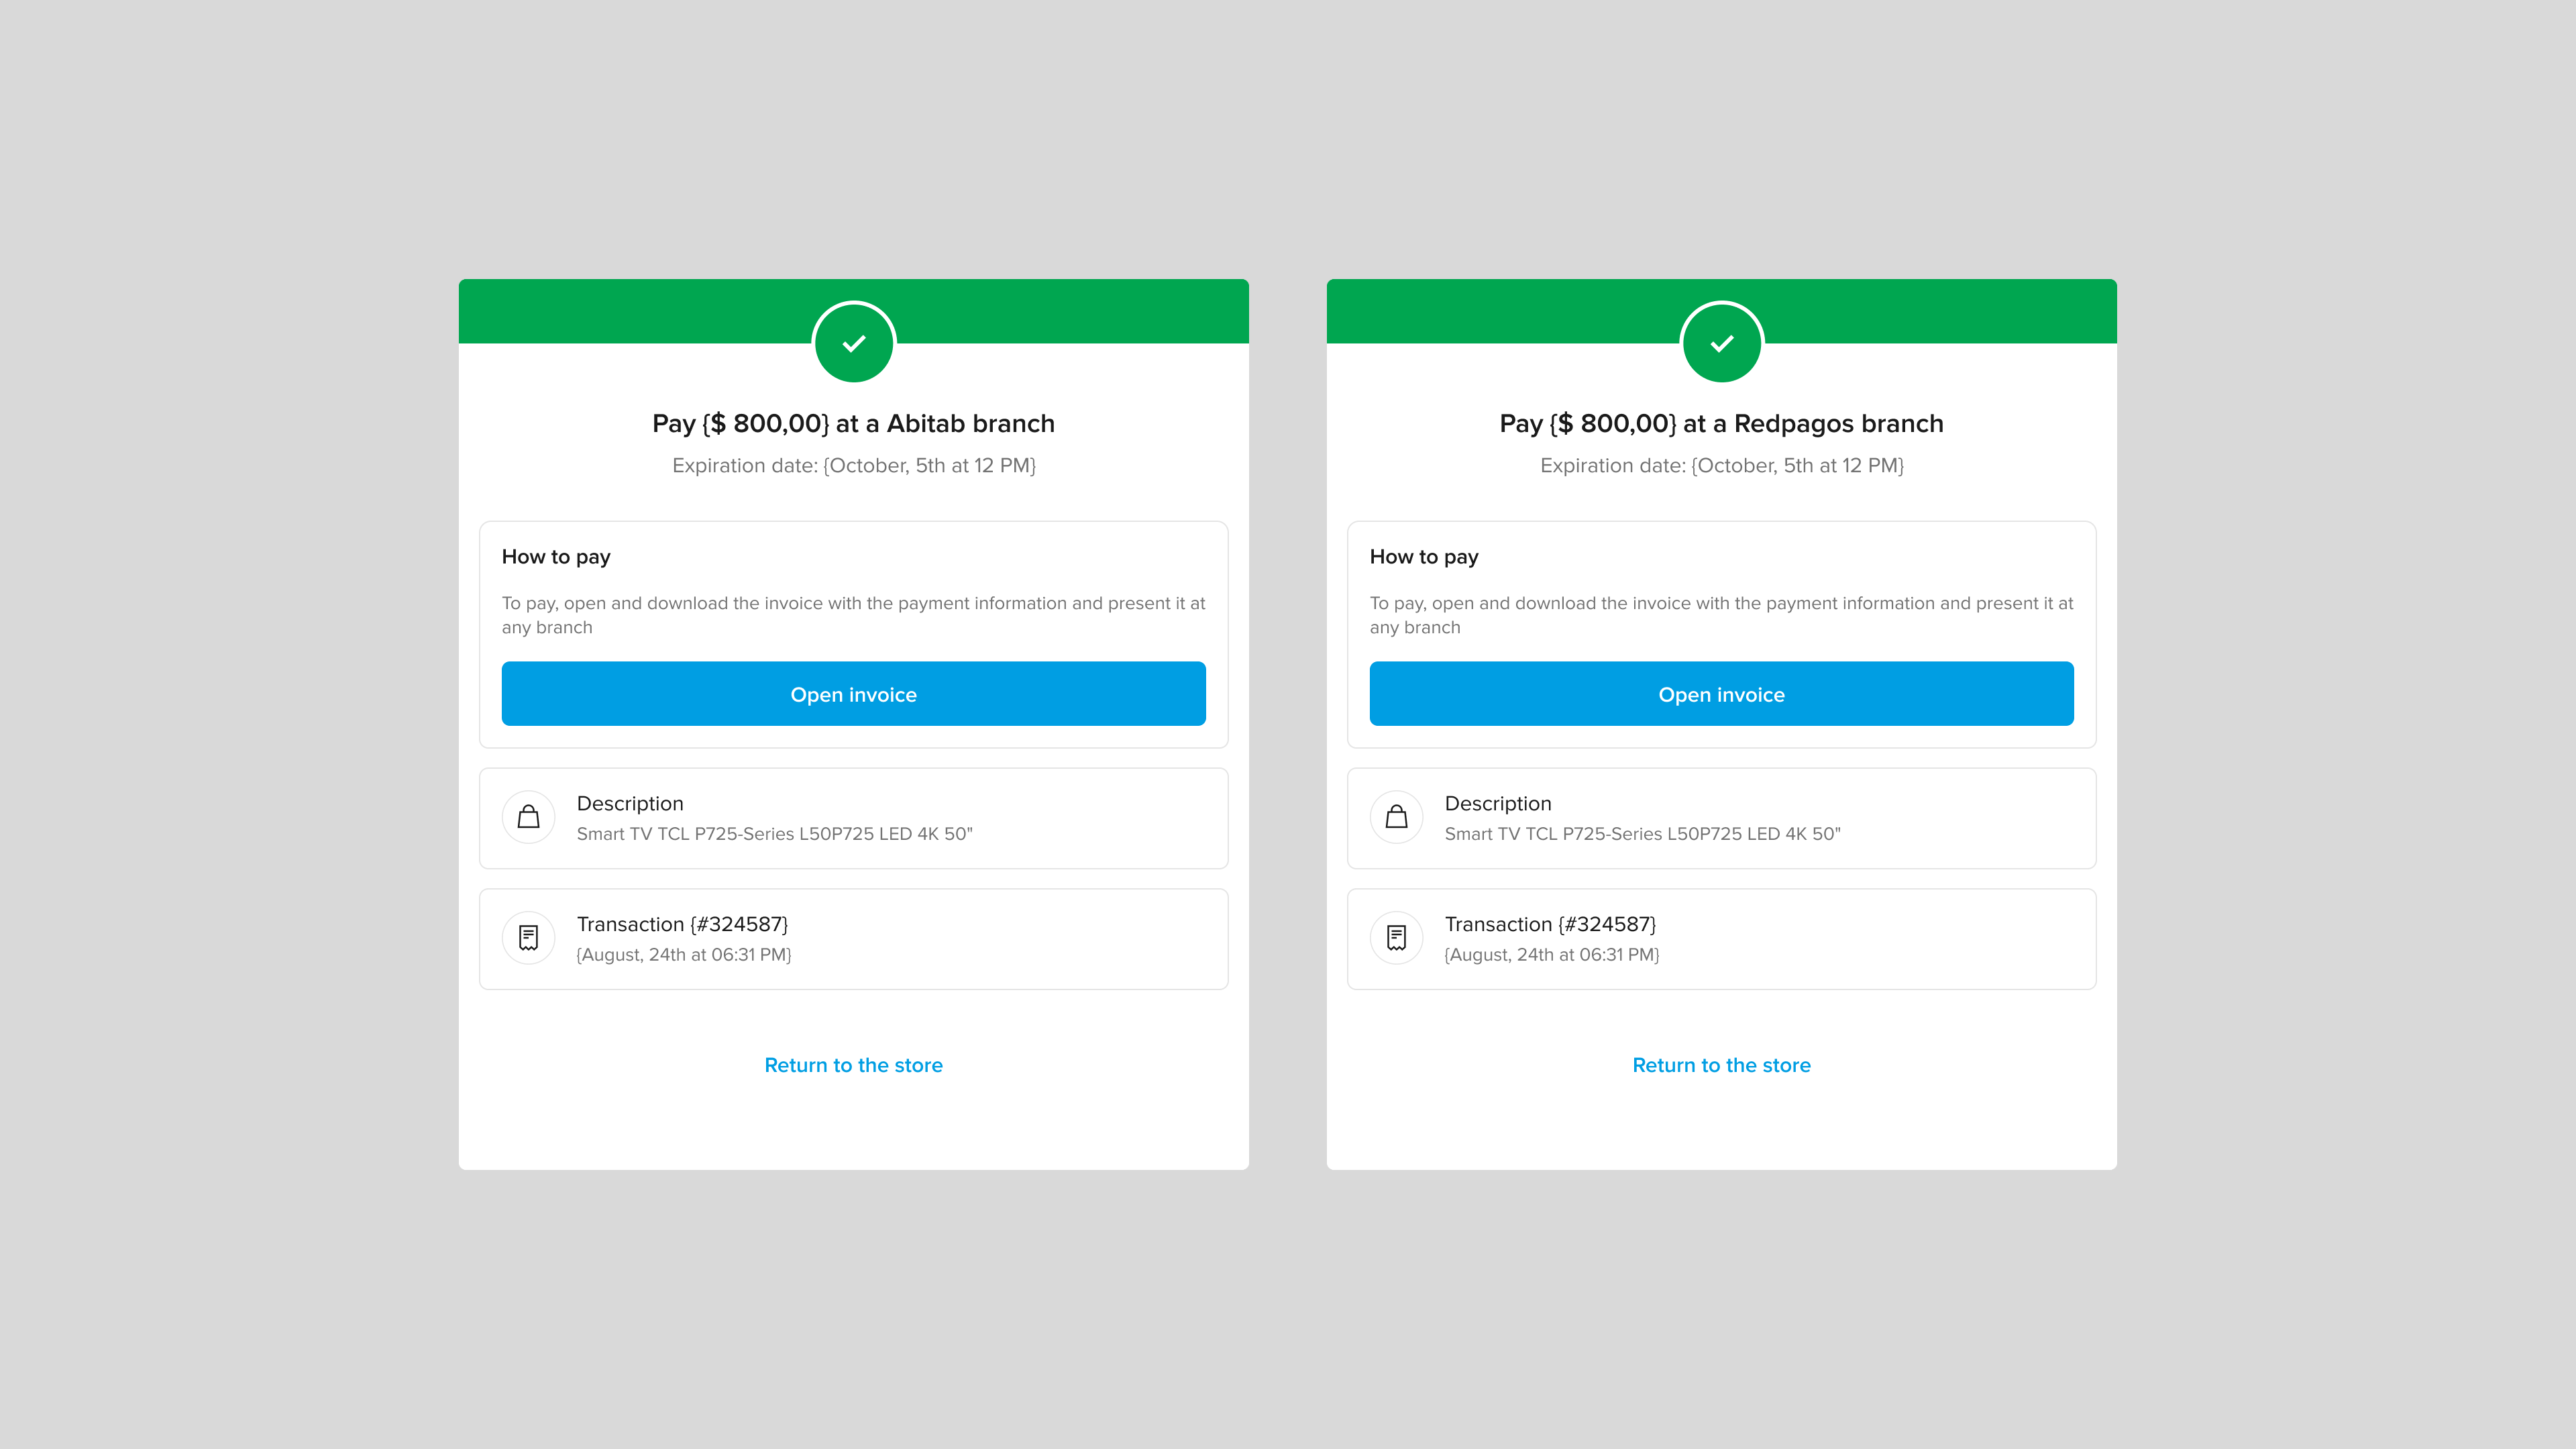 Pay {$ 800,00} at a Abitab branch
Expiration date: {October, 5th at 12 PM}
How to pay
To pay, open and download the invoice with the payment information and present it at
any branch
Open invoice
Description
Smart TV TCL P725-Series L50P725 LED 4K 50"
Transaction {#324587}
{August, 24th at 06:31 PM}
Return to the store
Pay {$ 800,00} at a Redpagos branch
Expiration date: {October, 5th at 12 PM}
How to pay
To pay, open and download the invoice with the payment information and present it at
any branch
Open invoice
Description
Smart TV TCL P725-Series L50P725 LED 4K 50"
Transaction {#324587}
{August, 24th at 06:31 PM}
Return to the store